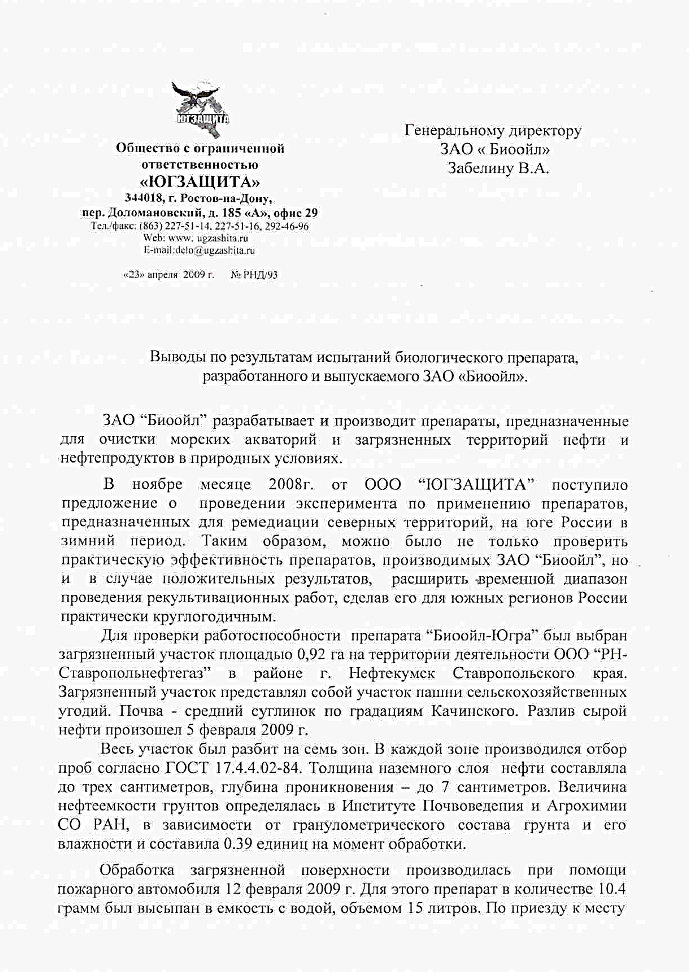 ЮГЗАЩИТА
Общество с ограниченной
ответственностью
«ЮГЗАЩИТА»
344018, г. Ростов-на-Дону,
пер. Доломановский, д. 185 «А», офис 29
Тел./факс: (863) 227-51-14, 227-51-16, 292-46-96
Web: www. ugzashita.ru
E-mail:delo@ugzashita.ru
«23» апреля 2009 г. № РНД/93
Генеральному директору
ЗАО « Биоойл»
Забелину В.А.
Выводы по результатам испытаний биологического препарата,
разработанного и выпускаемого ЗАО «Биоойл».
ЗАО “Биоойл” разрабатывает и производит препараты, предназначенные
для очистки морских акваторий и загрязненных территорий нефти и
нефтепродуктов в природных условиях.
В ноябре месяце 2008г. от ООО “ЮГЗАЩИТА” поступило
предложение о проведении эксперимента по применению препаратов,
предназначенных для ремедиации северных территорий, на юге России в
зимний период. Таким образом, можно было не только проверить
практическую эффективность препаратов, производимых ЗАО “Биоойл”, но
и в случае положительных результатов, расширить временной диапазон
проведения рекультивационных работ, сделав его для южных регионов России
практически круглогодичным.
Для проверки работоспособности препарата “Биоойл-Югра” был выбран
загрязненный участок площадью 0,92 га на территории деятельности ООО “РН-
Ставропольнефтегаз” в районе г. Нефтекумск Ставропольского края.
Загрязненный участок представлял собой участок пашни сельскохозяйственных
угодий. Почва - средний суглинок по градациям Качинского. Разлив сырой
нефти произошел 5 февраля 2009 г.
Весь участок был разбит на семь зон. В каждой зоне производился отбор
проб согласно ГОСТ 17.4.4.02-84. Толщина наземного слоя нефти составляла
до трех сантиметров, глубина проникновения – до 7 сантиметров. Величина
нефтеемкости грунтов определялась в Институте Почвоведения и Агрохимии
СО РАН, в зависимости от гранулометрического состава грунта и его
влажности и составила 0.39 единиц на момент обработки.
Обработка загрязненной поверхности производилась при помощи
пожарного автомобиля 12 февраля 2009 г. Для этого препарат в количестве 10.4
грамм был высыпан в емкость с водой, объемом 15 литров. По приезду к месту